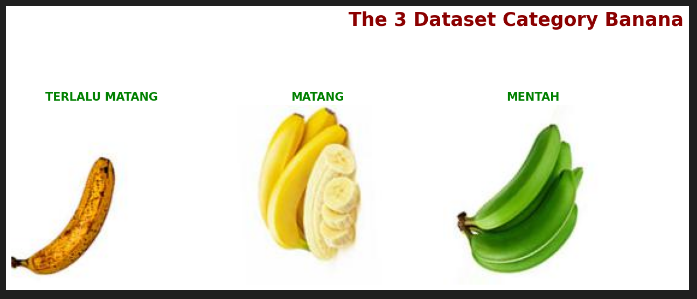 The 3 Dataset Category Banana
TERLALU MATANG
MATANG
MENTAH